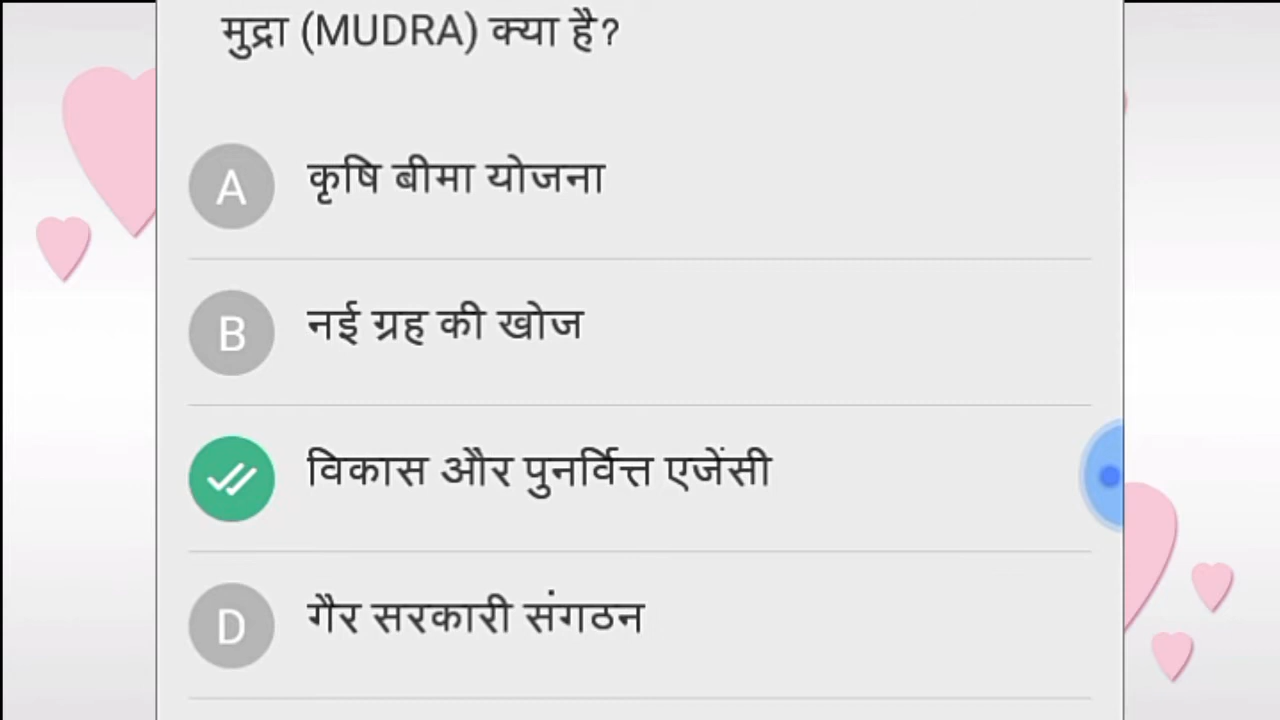 मुद्रा (MUDRA) क्या है?
A कृषि बीमा योजना
B नई ग्रह की खोज
विकास और पुनर्वित्त एजेंसी
D गैर सरकारी संगठन